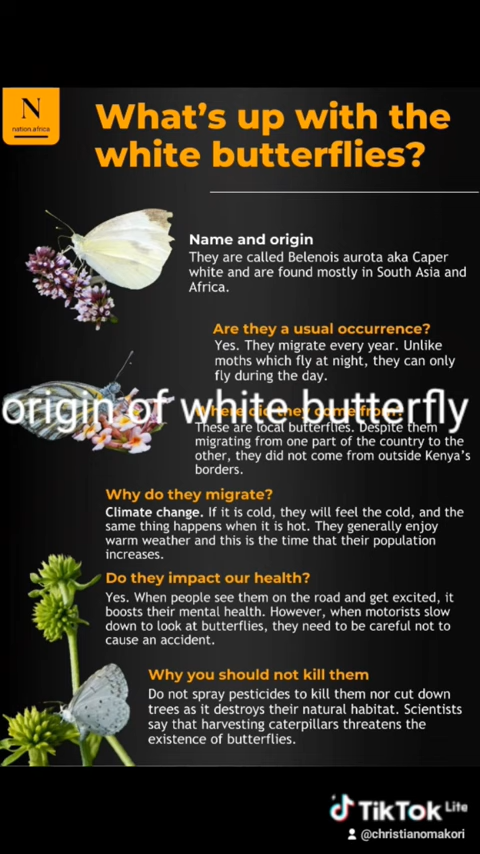 N
nation.africa
What's up with the
white butterflies?
Name and origin
They are called Belenois aurota aka Caper
white and are found mostly in South Asia and
Africa.
Are they a usual occurrence?
Yes. They migrate every year. Unlike
moths which fly at night, they can only
fly during the day.
Where did they come from?
origin of white butterfly
These are local butterflies. Despite them
migrating from one part of the country to the
other, they did not come from outside Kenya's
borders.
Why do they migrate?
Climate change. If it is cold, they will feel the cold, and the
same thing happens when it is hot. They generally enjoy
warm weather and this is the time that their population
increases.
Do they impact our health?
Yes. When people see them on the road and get excited, it
boosts their mental health. However, when motorists slow
down to look at butterflies, they need to be careful not to
cause an accident.
Why you should not kill them
Do not spray pesticides to kill them nor cut down
trees as it destroys their natural habitat. Scientists
say that harvesting caterpillars threatens the
existence of butterflies.
TikTok Lite
@christianomakori